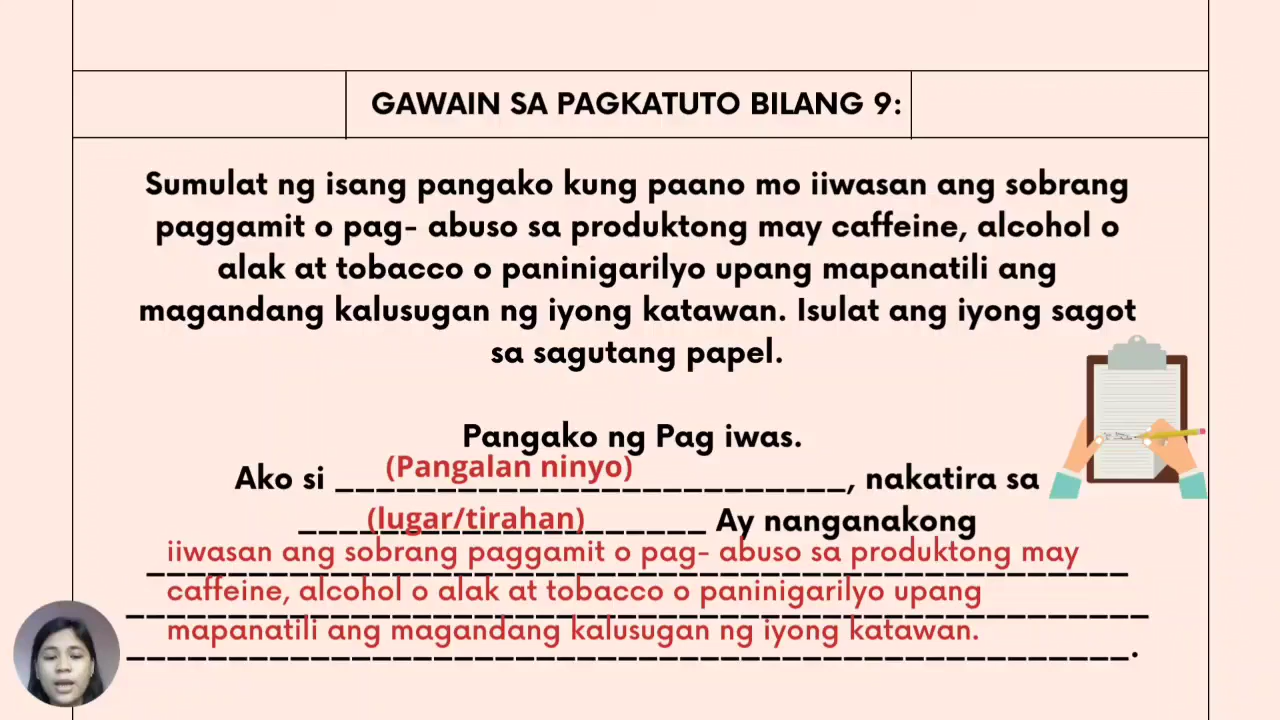 GAWAIN SA PAGKATUTO BILANG 9:
Sumulat ng isang pangako kung paano mo iiwasan ang sobrang
paggamit o pag- abuso sa produktong may caffeine, alcohol o
alak at tobacco o paninigarilyo upang mapanatili ang
magandang kalusugan ng iyong katawan. Isulat ang iyong sagot
sa sagutang papel.
Pangako ng Pag iwas.
(Pangalan ninyo)
Ako si _________________________, nakatira sa
(lugar/tirahan)
____________________ Ay nanganakong
iiwasan ang sobrang paggamit o pag- abuso sa produktong may
caffeine, alcohol o alak at tobacco o paninigarilyo upang
mapanatili ang magandang kalusugan ng iyong katawan.